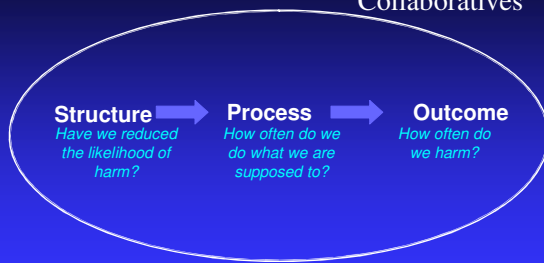 Collaboratives
Structure
Have we reduced
the likelihood of
harm?
Process
How often do we
do what we are
supposed to?
Outcome
How often do
we harm?